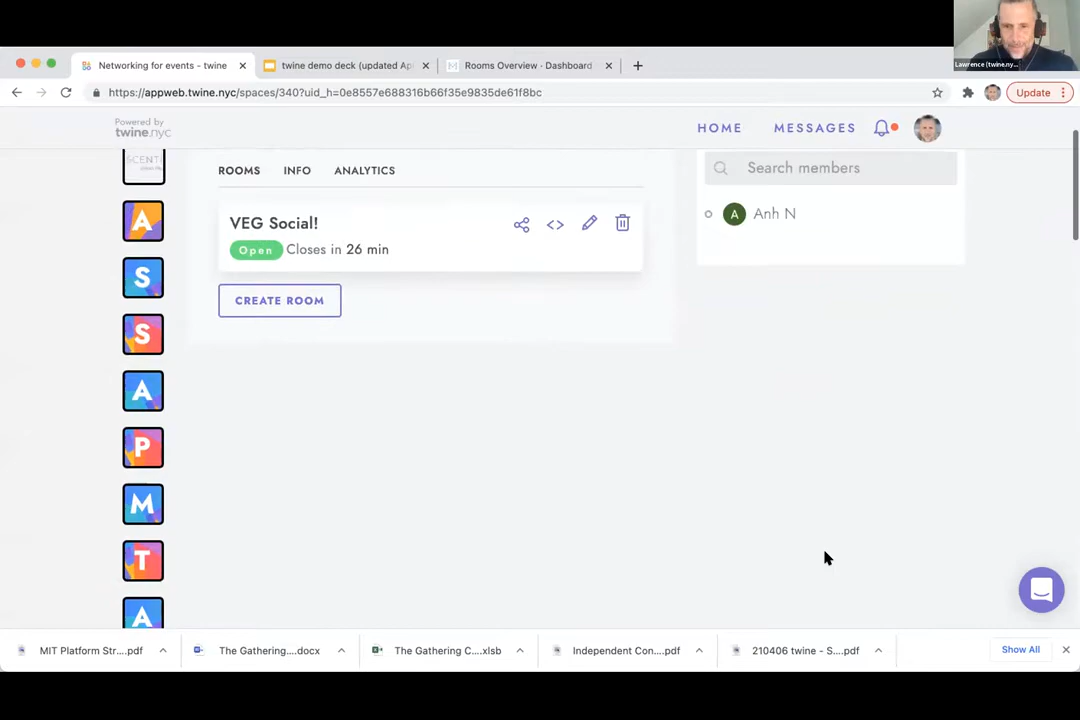 Lawrence (twine.ny...
Networking for events - twine
twine demo deck (updated Ap
Rooms Overview · Dashboard
https://appweb.twine.nyc/spaces/340?uid_h=0e8557e688316b66f35e9835de61f8bc
Update
Powered by
twine.nyc
HOME
MESSAGES
ROOMS
INFO
ANALYTICS
Search members
VEG Social!
A
Anh N
Open
Closes in 26 min
CREATE ROOM
A
S
S
A
P
M
T
A
MIT Platform Str....pdf
The Gathering....docx
The Gathering C....xlsb
Independent Con....pdf
210406 twine - S....pdf
Show All